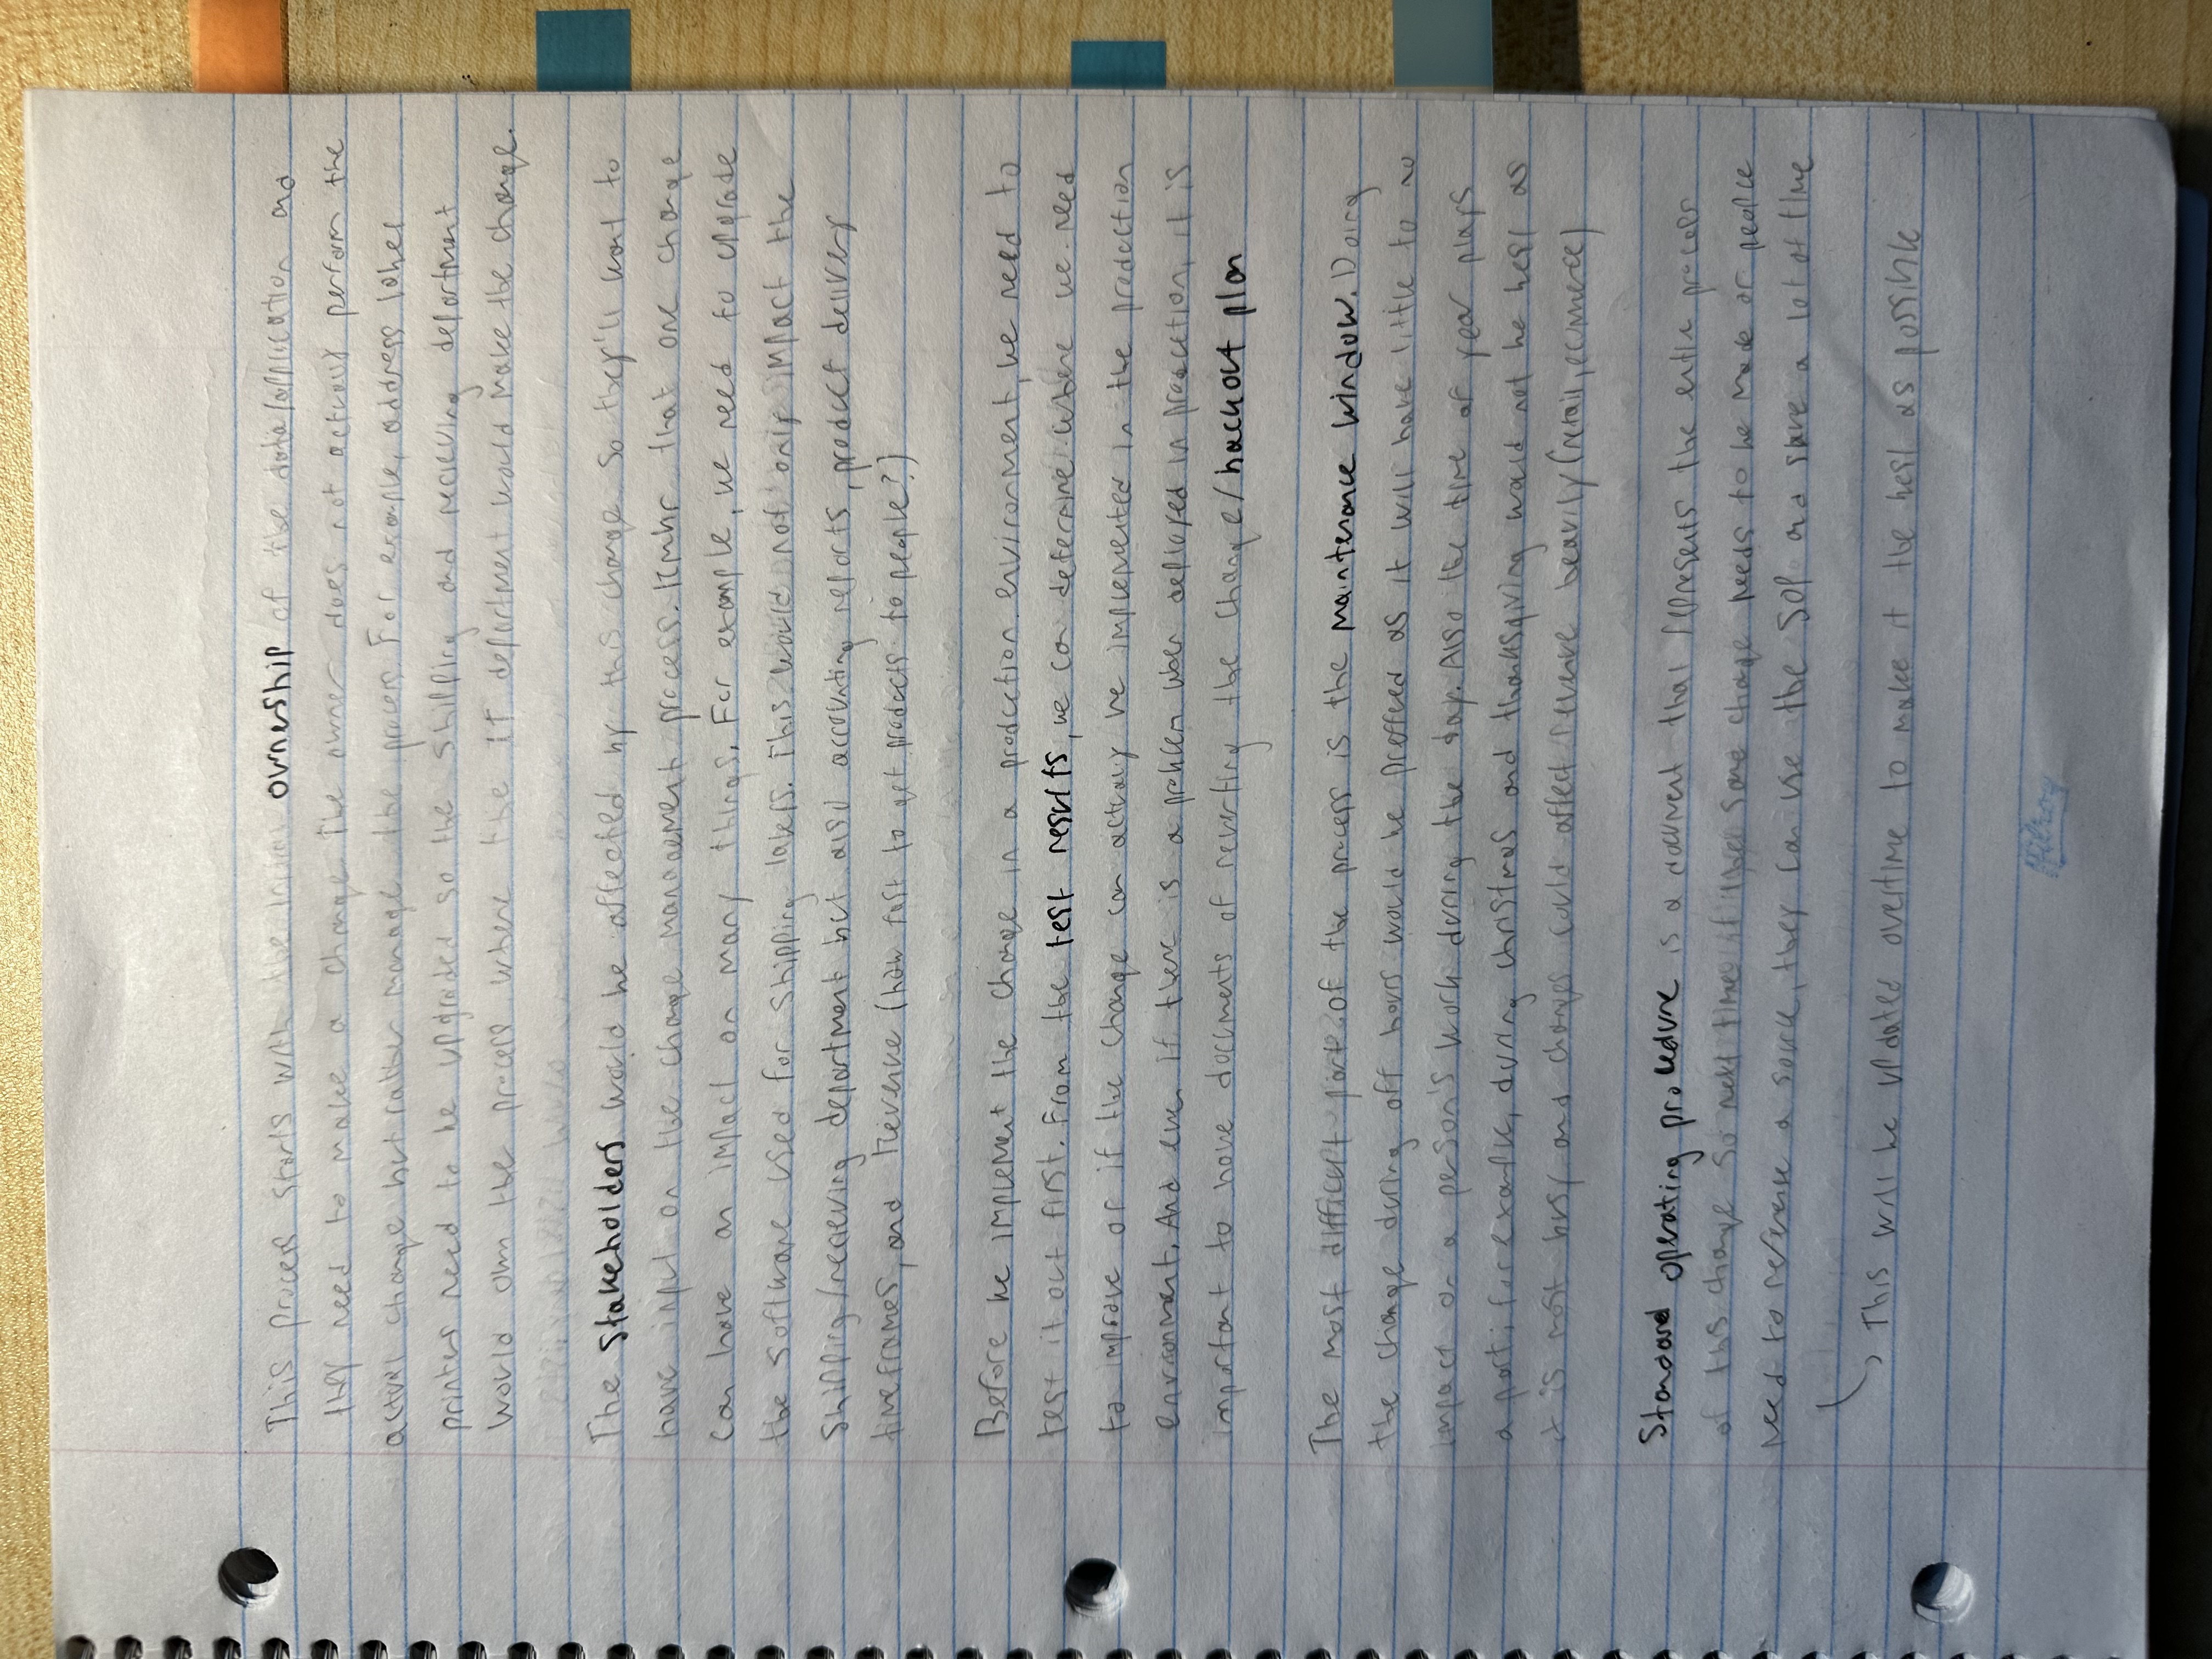 This process starts with the initial ownership of the data/application and
they need to make a change. The owner does not actually perform the
actual change but rather manage the process. For example, address label
printers need to be upgraded so the shipping and recieving department
would own the process where the IT department would make the change.
The Stakeholders would be affected by this change so they'll want to
have input on the change management process. Rmbr that one change
can have an impact on many things. For example, we need to upgrade
the software used for shipping labels. This would not only impact the
shipping/recieving department but also accounting reports, product delivery
timeframes, and Revenue (how fast to get products to people?)
Before we implement the change in a production environment, we need to
test it out first. From the test results, we can determine where we need
to improve or if the change can actually be implemented in the production
environment. And even if there is a problem when deployed in production, it is
important to have documents of reverting the change/backout plan
The most difficult part of the process is the Maintenance window. Doing
the change during off hours would be preffered as it will have little to no
impact on a person's work during the day. Also the time of year plays
a part; for example, during christmas and thanksgiving would not be best as
it is most busy and changes could affect revenue heavily (retail, ecommerce)
Standard operating procedure is a document that represents the entire process
of this change so next time if same change needs to be made or people
need to reference a source, they can use the SOP and save a lot of time
This will be updated overtime to make it the best as possible
Hilroy